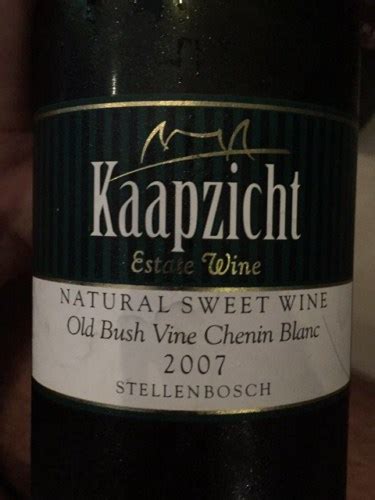 Kaapzicht
Estate Wine
NATURAL SWEET WINE
Old Bush Vine Chenin Blanc
2007
STELLENBOSCH